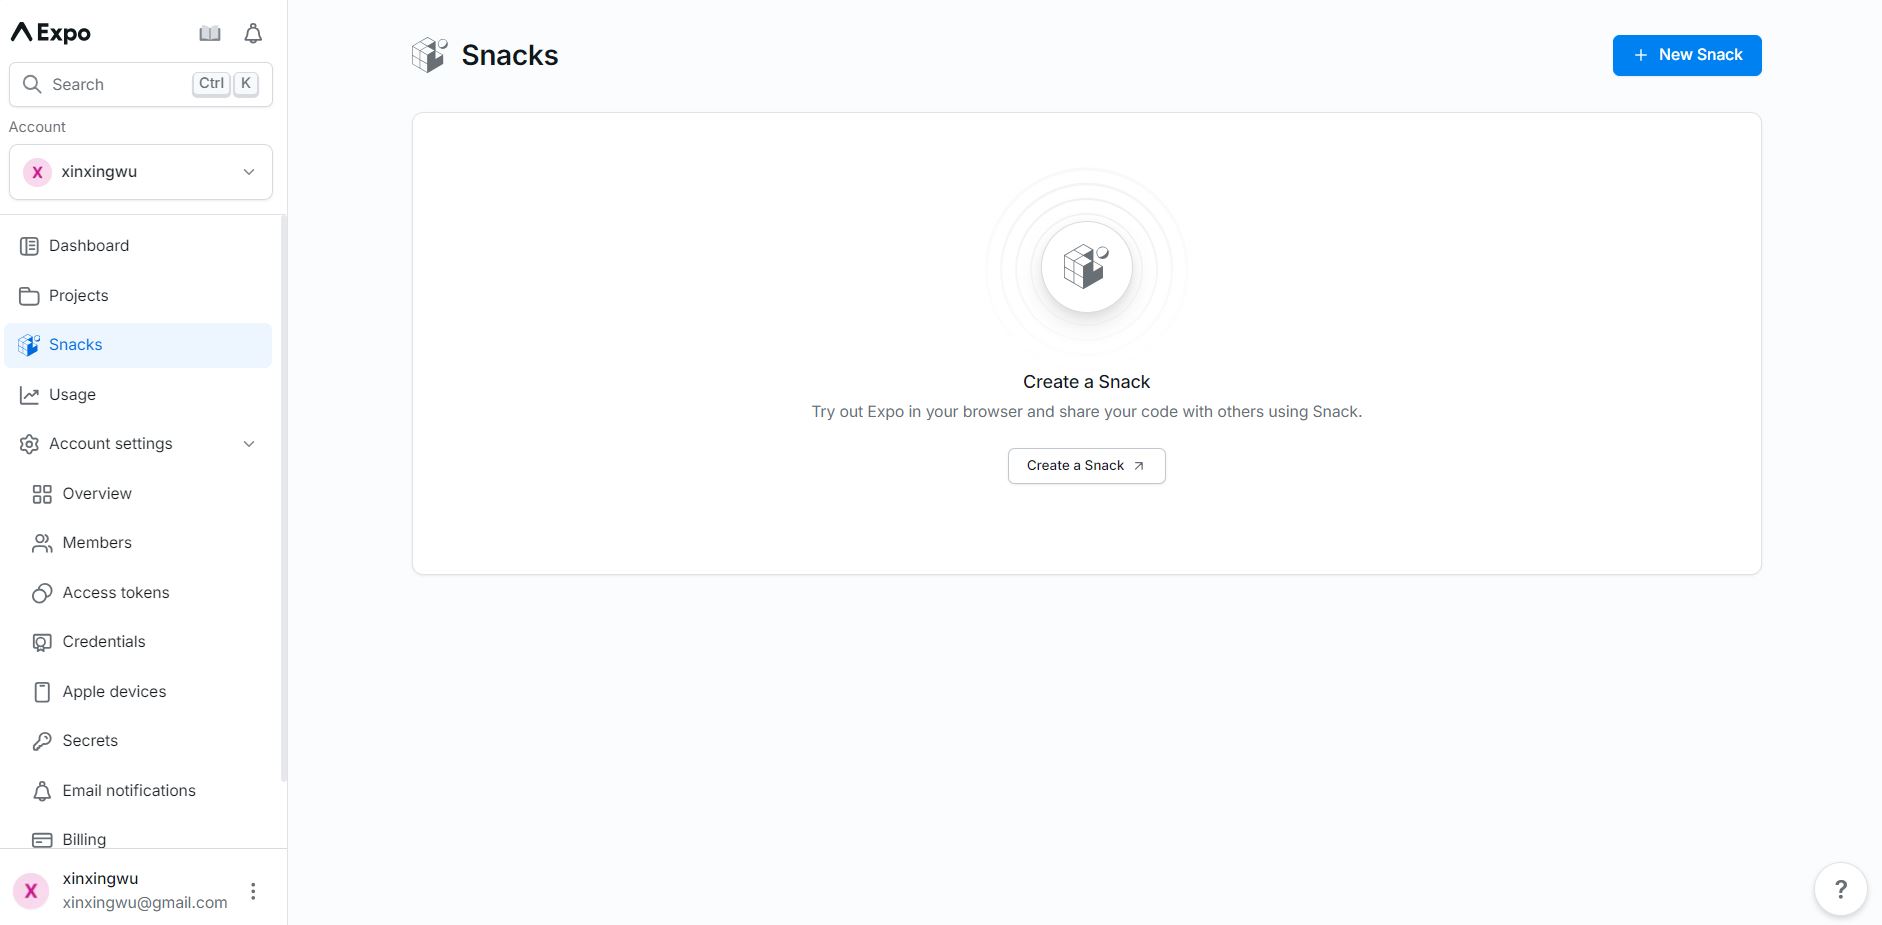 Expo
Search Ctrl K
Account
X xinxingwu
Dashboard
Projects
Snacks
Usage
Account settings
Overview
Members
Access tokens
Credentials
Apple devices
Secrets
Email notifications
Billing
X xinxingwu
xinxingwu@gmail.com
Snacks
+ New Snack
Create a Snack
Try out Expo in your browser and share your code with others using Snack.
Create a Snack
?